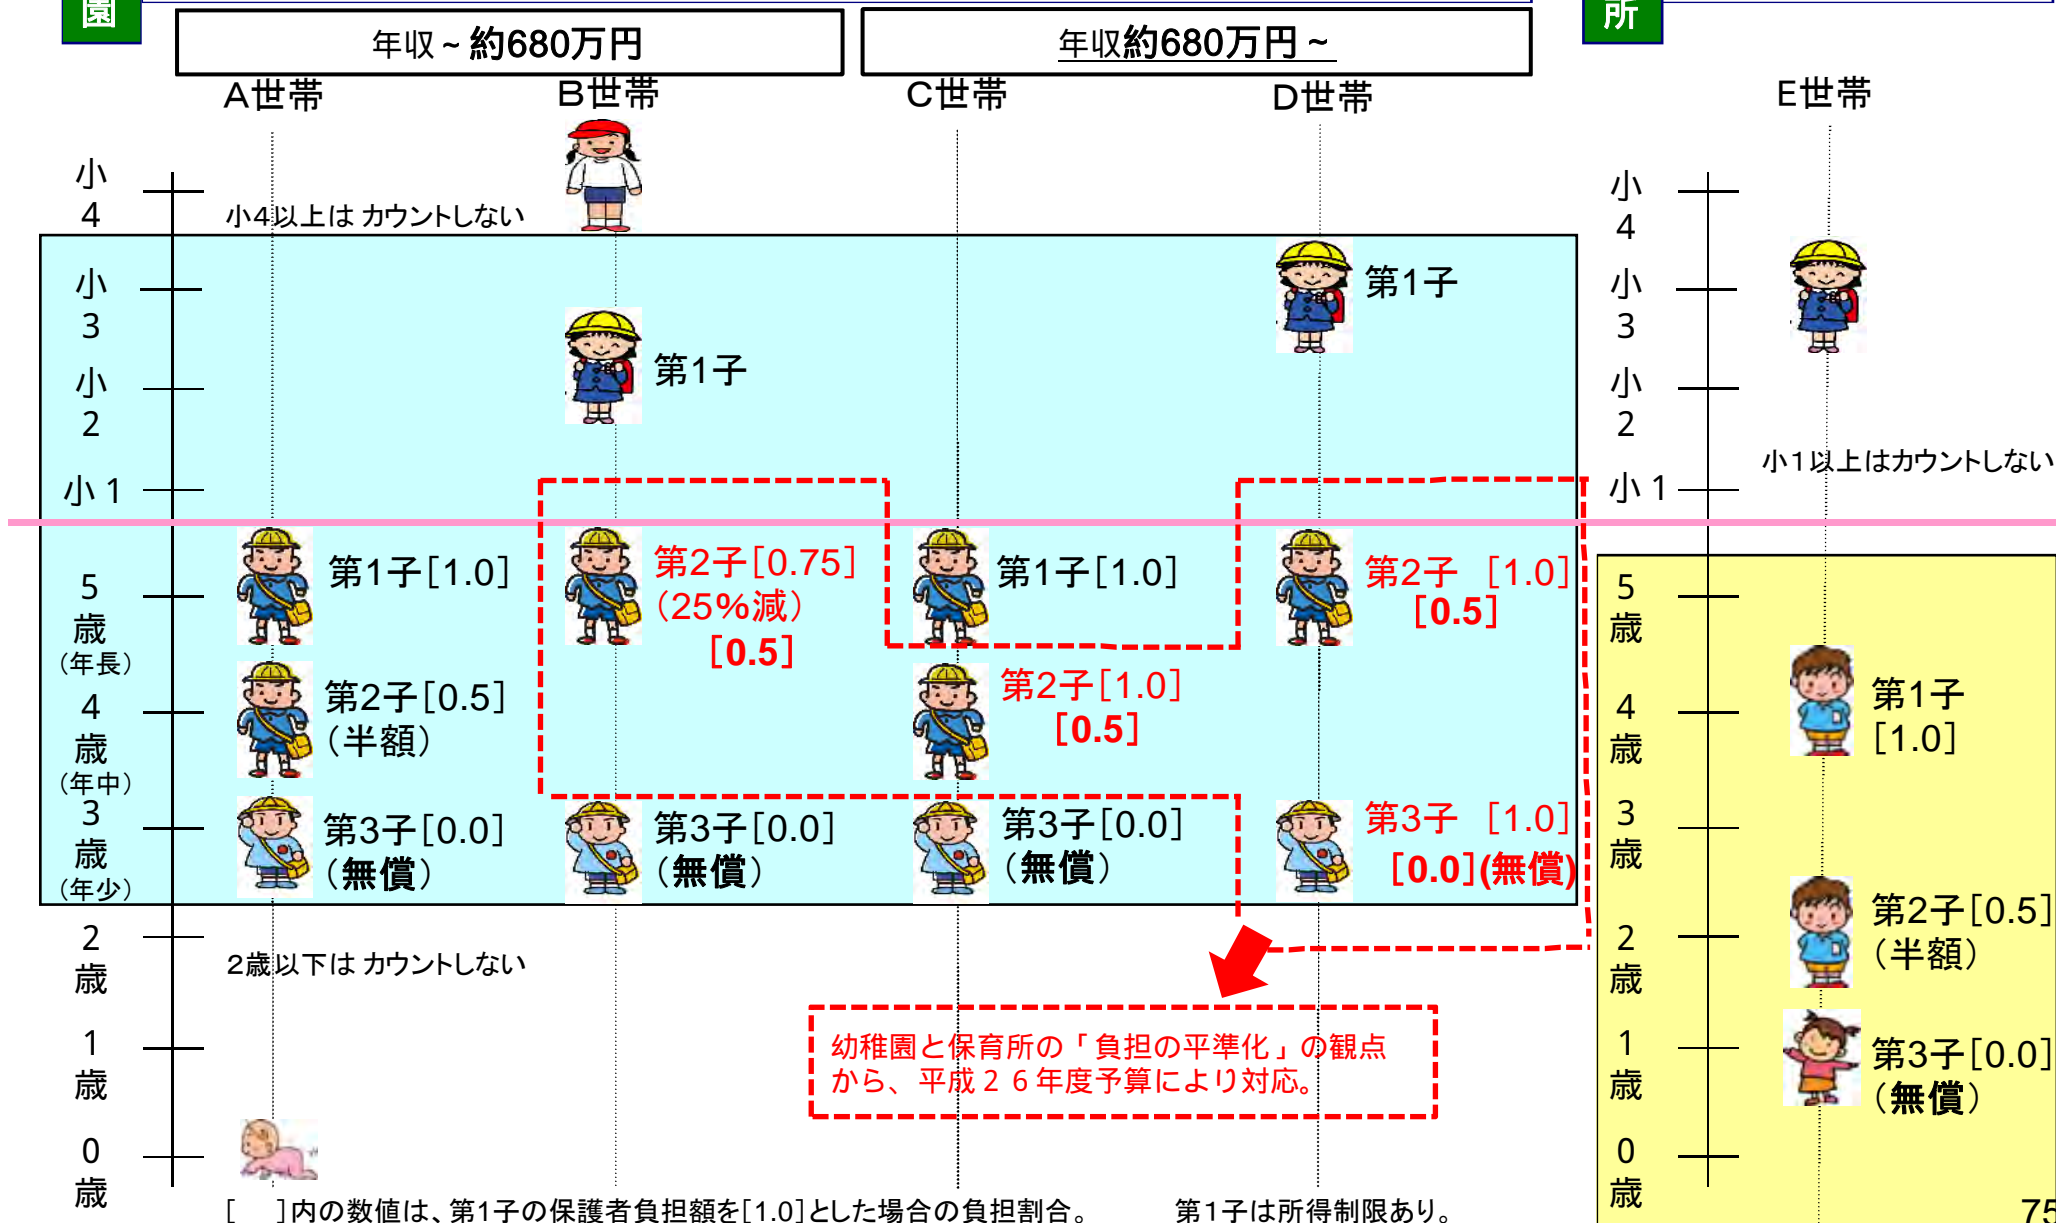 園
所
年収～約680万円
年収約680万円～
A世帯
B世帯
C世帯
D世帯
E世帯
小4
小4以上は カウントしない
小3
第1子
小2
第1子
小1
5歳
(年長)
第1子[1.0]
第2子[0.75]
(25%減)
[0.5]
第1子[1.0]
第2子 [1.0]
[0.5]
4歳
(年中)
第2子[0.5]
(半額)
第2子[1.0]
[0.5]
3歳
(年少)
第3子[0.0]
(無償)
第3子[0.0]
(無償)
第3子[0.0]
(無償)
第3子 [1.0]
[0.0](無償)
2歳
2歳以下は カウントしない
1歳
0歳
幼稚園と保育所の「負担の平準化」の観点
から、平成26年度予算により対応。
[ ]内の数値は、第1子の保護者負担額を[1.0]とした場合の負担割合。 第1子は所得制限あり。
小4
小3
小2
小1以上はカウントしない
小1
5歳
4歳
第1子
[1.0]
3歳
2歳
第2子[0.5]
(半額)
1歳
第3子[0.0]
(無償)
0歳
75